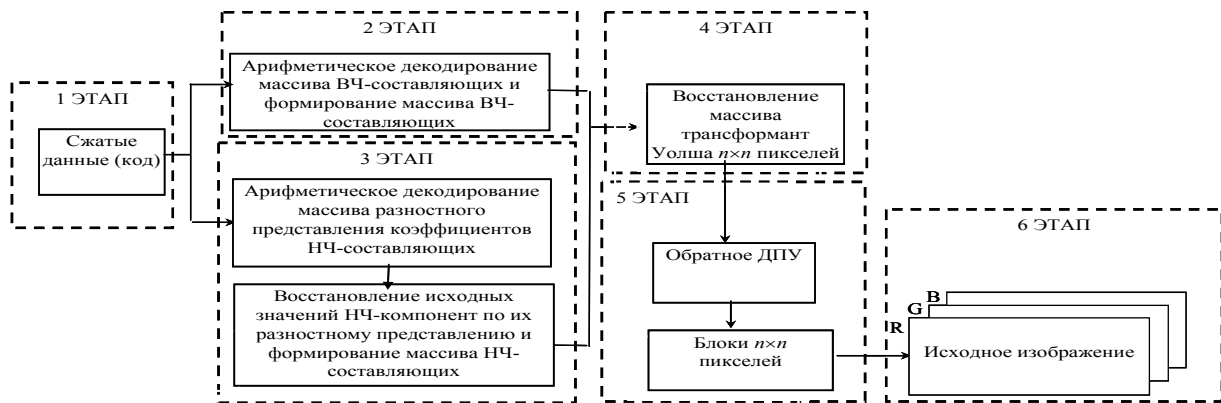 1 ЭТАП
Сжатые
данные (код)
2 ЭТАП
Арифметическое декодирование
массива ВЧ-составляющих и
формирование массива ВЧ-
составляющих
3 ЭТАП
Арифметическое декодирование
массива разностного
представления коэффициентов
НЧ-составляющих
Восстановление исходных
значений НЧ-компонент по их
разностному представлению и
формирование массива НЧ-
составляющих
4 ЭТАП
Восстановление
массива
трансформант
Уолша n×n пикселей
5 ЭТАП
Обратное ДПУ
Блоки n×n
пикселей
6 ЭТАП
B
G
R
Исходное изображение